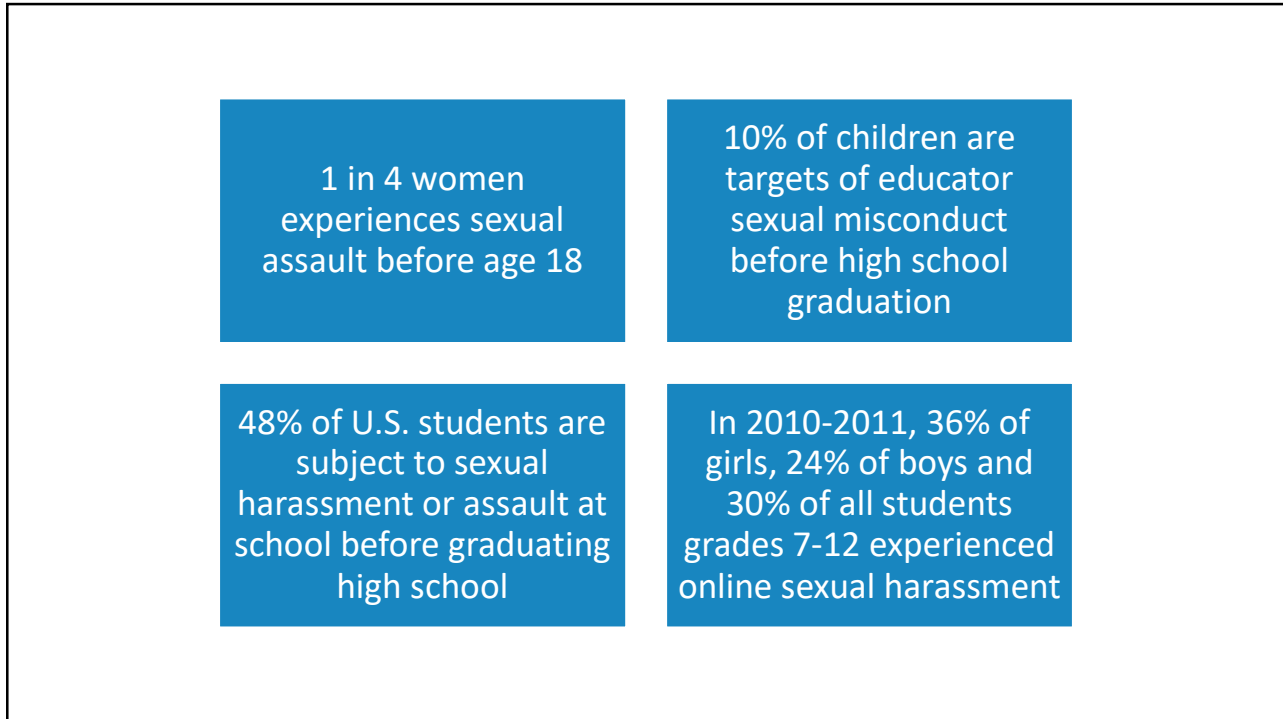 1 in 4 women
experiences sexual
assault before age 18
10% of children are
targets of educator
sexual misconduct
before high school
graduation
48% of U.S. students are
subject to sexual
harassment or assault at
school before graduating
high school
In 2010-2011, 36% of
girls, 24% of boys and
30% of all students
grades 7-12 experienced
online sexual harassment